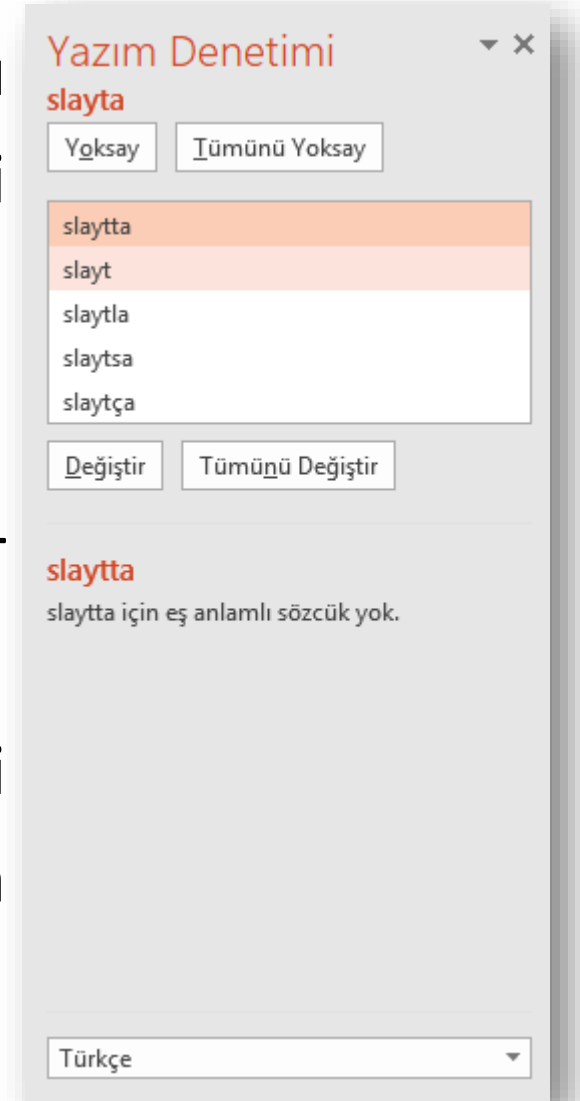 Yazım Denetimi
slayta
Yoksay Tümünü Yoksay
slaytta
slayt
slaytla
slaytsa
slaytça
Değiştir Tümünü Değiştir
slaytta
slaytta için eş anlamlı sözcük yok.
Türkçe